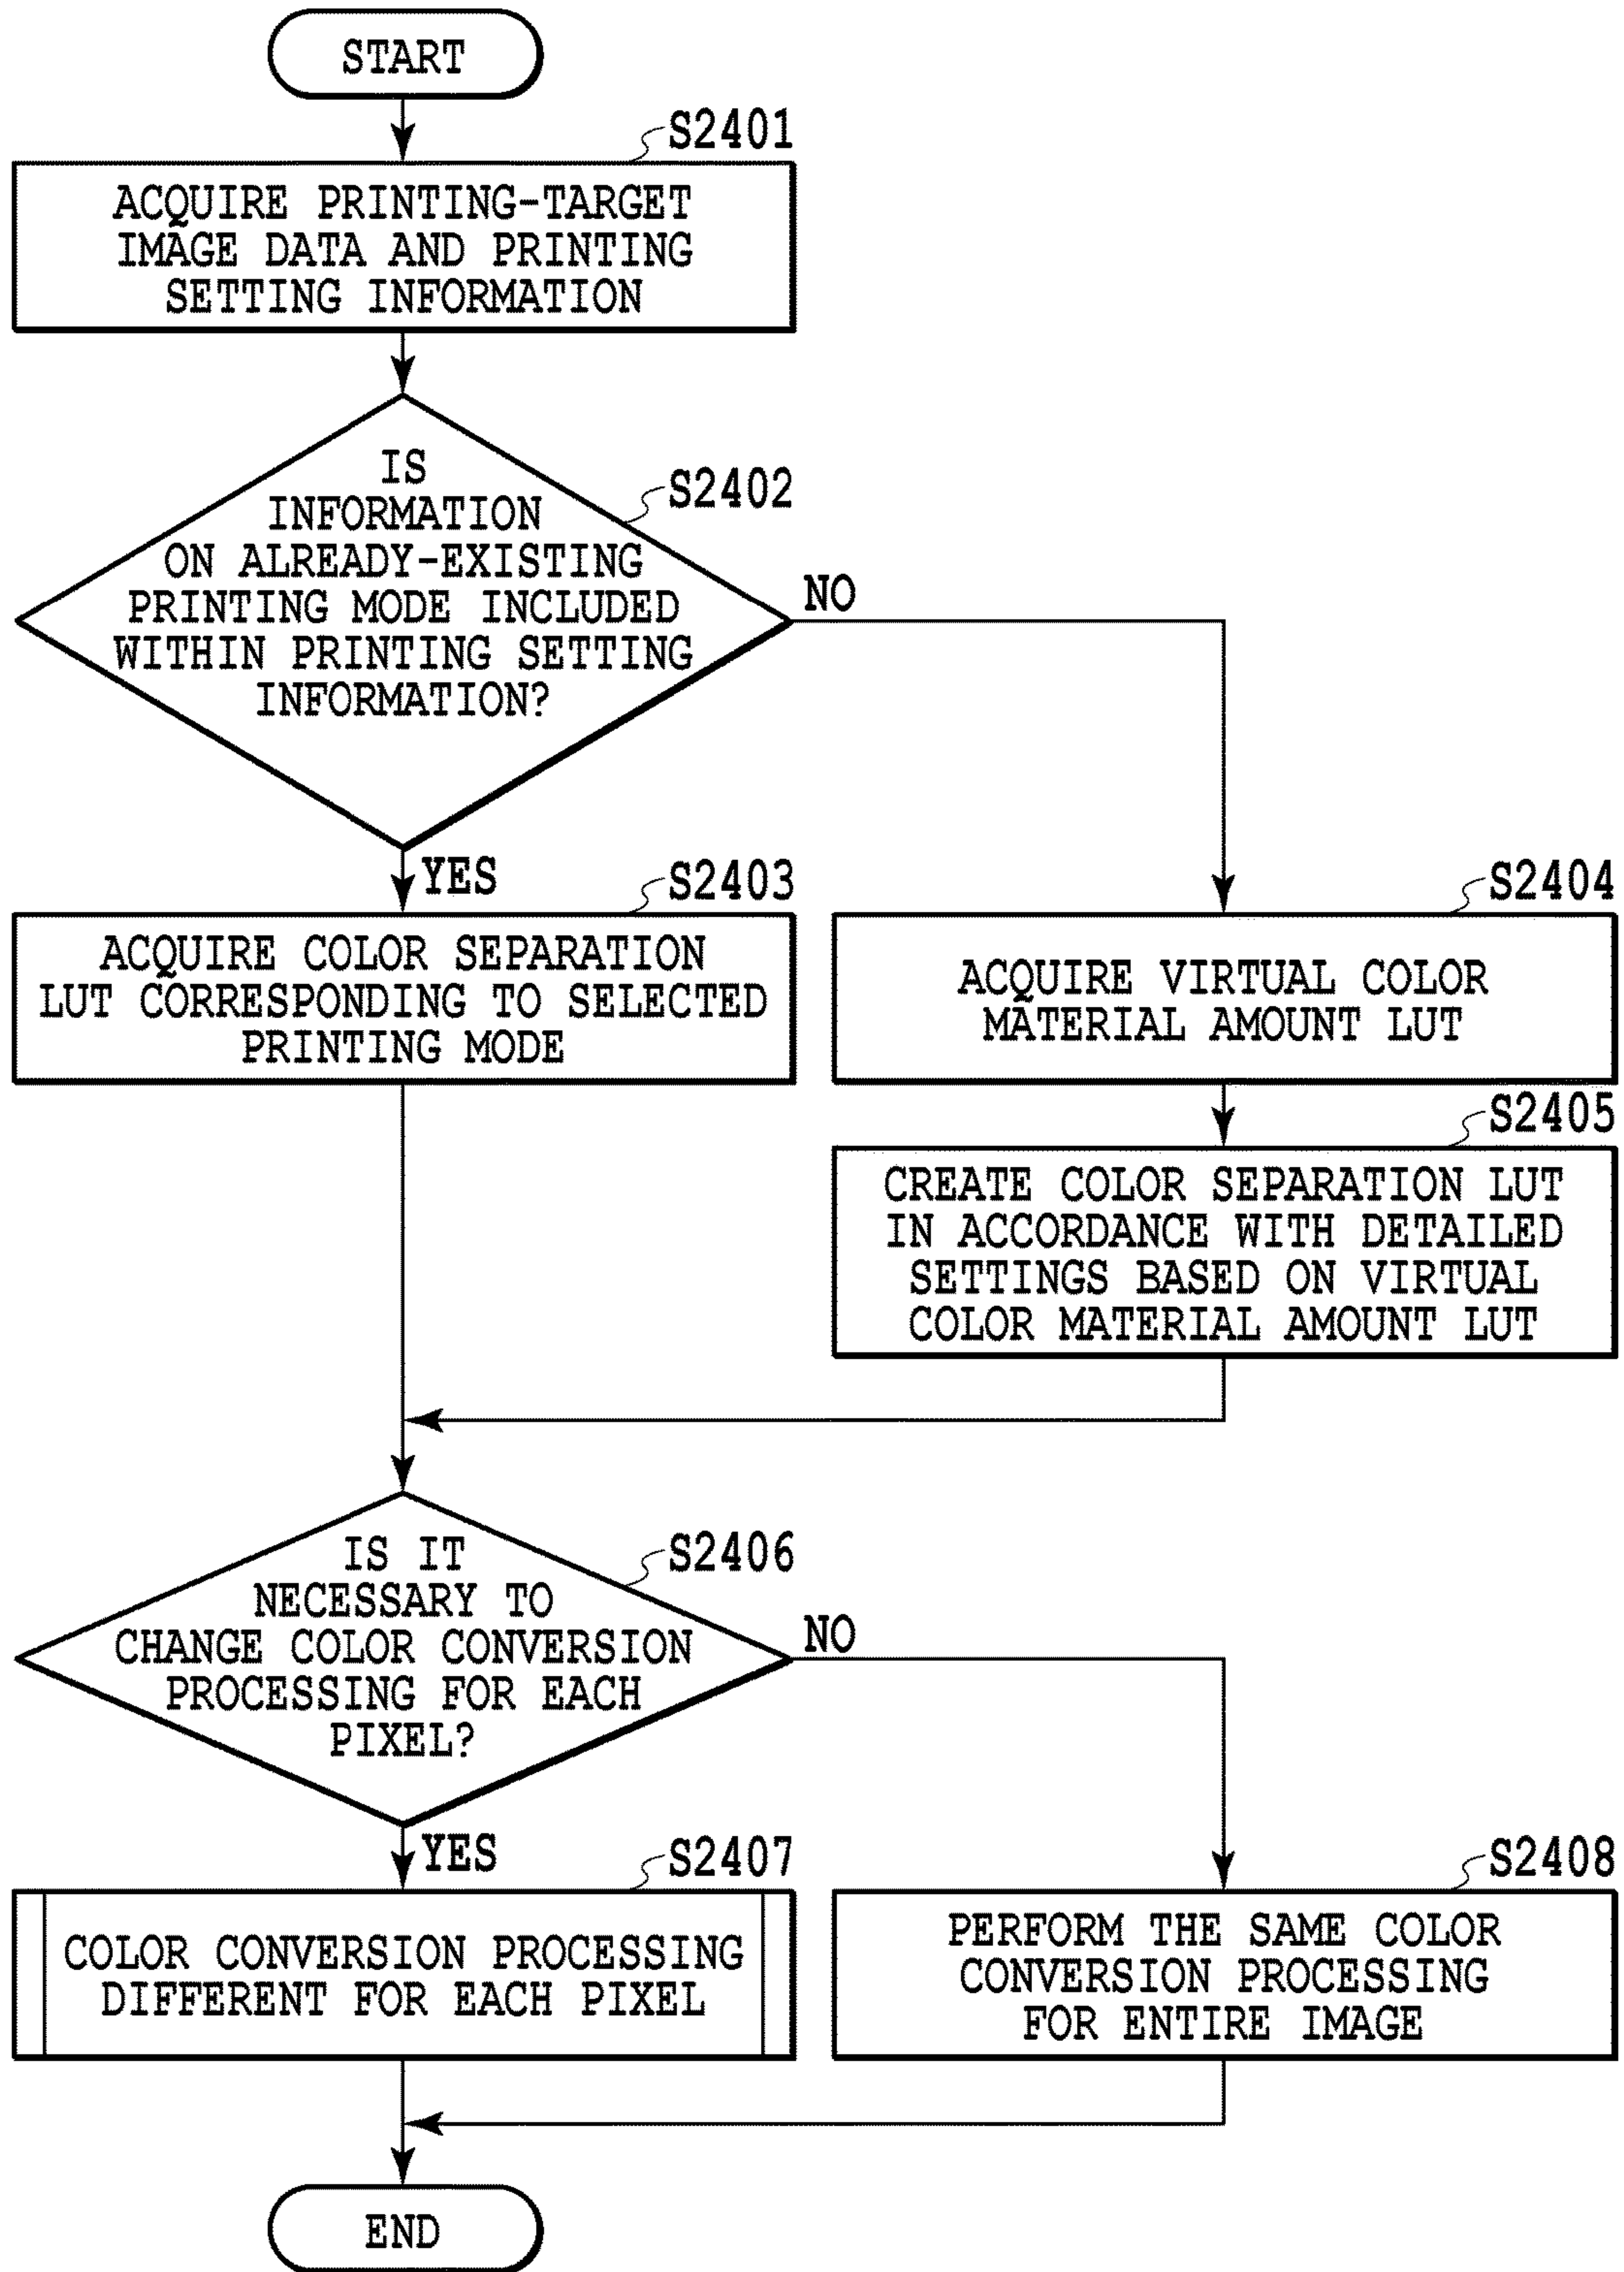 START
S2401
ACQUIRE PRINTING-TARGET
IMAGE DATA AND PRINTING
SETTING INFORMATION
S2402
IS
INFORMATION
ON ALREADY-EXISTING
PRINTING MODE INCLUDED
WITHIN PRINTING SETTING
INFORMATION?
NO
YES
S2403
ACQUIRE COLOR SEPARATION
LUT CORRESPONDING TO SELECTED
PRINTING MODE
S2404
ACQUIRE VIRTUAL COLOR
MATERIAL AMOUNT LUT
S2405
CREATE COLOR SEPARATION LUT
IN ACCORDANCE WITH DETAILED
SETTINGS BASED ON VIRTUAL
COLOR MATERIAL AMOUNT LUT
S2406
IS IT
NECESSARY TO
CHANGE COLOR CONVERSION
PROCESSING FOR EACH
PIXEL?
NO
YES
S2407
COLOR CONVERSION PROCESSING
DIFFERENT FOR EACH PIXEL
S2408
PERFORM THE SAME COLOR
CONVERSION PROCESSING
FOR ENTIRE IMAGE
END